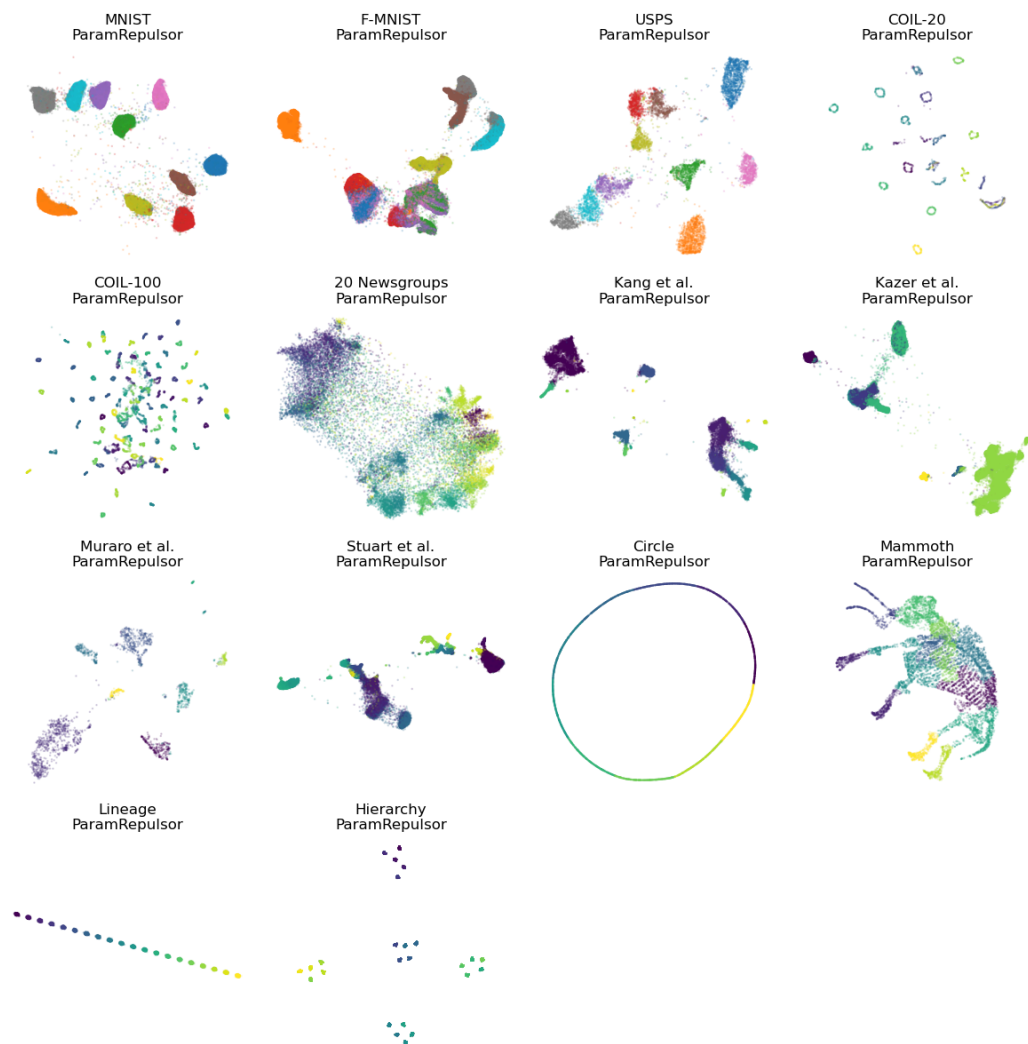 MNIST
ParamRepulsor
F-MNIST
ParamRepulsor
USPS
ParamRepulsor
COIL-20
ParamRepulsor
COIL-100
ParamRepulsor
20 Newsgroups
ParamRepulsor
Kang et al.
ParamRepulsor
Kazer et al.
ParamRepulsor
Muraro et al.
ParamRepulsor
Stuart et al.
ParamRepulsor
Circle
ParamRepulsor
Mammoth
ParamRepulsor
Lineage
ParamRepulsor
Hierarchy
ParamRepulsor